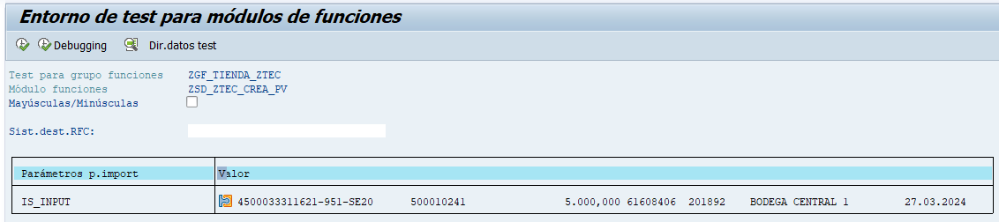 Entorno de test para módulos de funciones
Debugging Dir.datos test
Test para grupo funciones ZGF_TIENDA_ZTEC
Módulo funciones ZSD_ZTEC_CREA_PV
Mayúsculas/Minúsculas
Sist.dest.RFC:
Parámetros p.import Valor
IS_INPUT 4500033311621-951-SE20 500010241 5.000,000 61608406 201892 BODEGA CENTRAL 1 27.03.2024